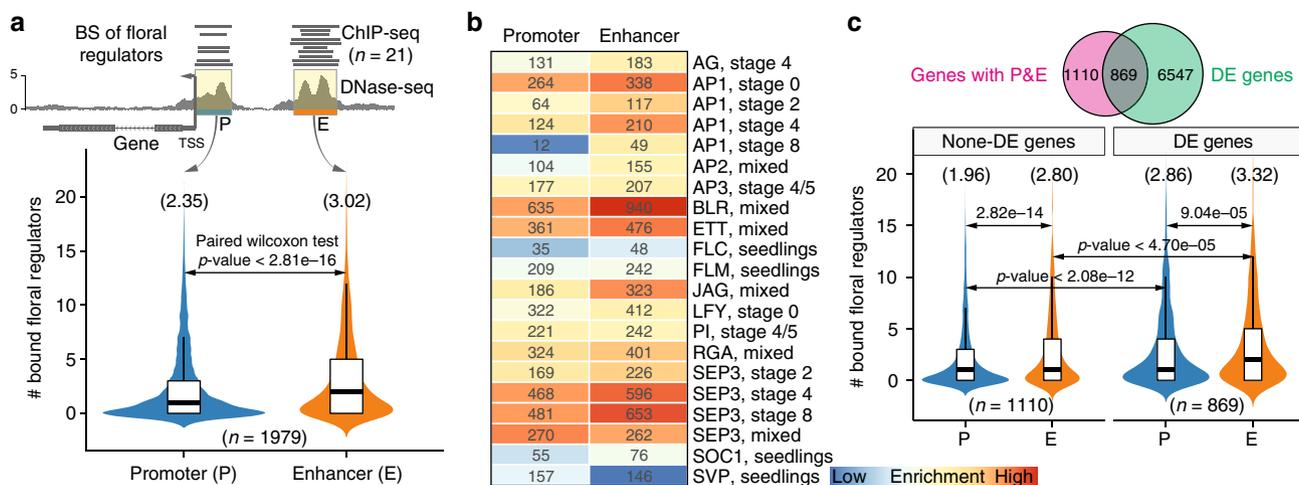 a
BS of floral
regulators
ChIP-seq
(n = 21)
5
0
DNase-seq
P
E
Gene
TSS
# bound floral regulators
20
15
10
5
0
(2.35)
(3.02)
Paired wilcoxon test
p-value < 2.81e–16
(n = 1979)
Promoter (P)
Enhancer (E)
b
Promoter Enhancer
131 183 AG, stage 4
264 338 AP1, stage 0
64 117 AP1, stage 2
124 210 AP1, stage 4
12 49 AP1, stage 8
104 155 AP2, mixed
177 207 AP3, stage 4/5
635 940 BLR, mixed
361 476 ETT, mixed
35 48 FLC, seedlings
209 242 FLM, seedlings
186 323 JAG, mixed
322 412 LFY, stage 0
221 242 PI, stage 4/5
324 401 RGA, mixed
169 226 SEP3, stage 2
468 596 SEP3, stage 4
481 653 SEP3, stage 8
270 262 SEP3, mixed
55 76 SOC1, seedlings
157 146 SVP, seedlings
Low Enrichment High
c
Genes with P&E
1110 869 6547
DE genes
None-DE genes
DE genes
# bound floral regulators
20
15
10
5
0
(1.96)
(2.80)
(2.86)
(3.32)
2.82e–14
9.04e–05
p-value < 4.70e–05
p-value < 2.08e–12
(n = 1110)
(n = 869)
P
E
P
E